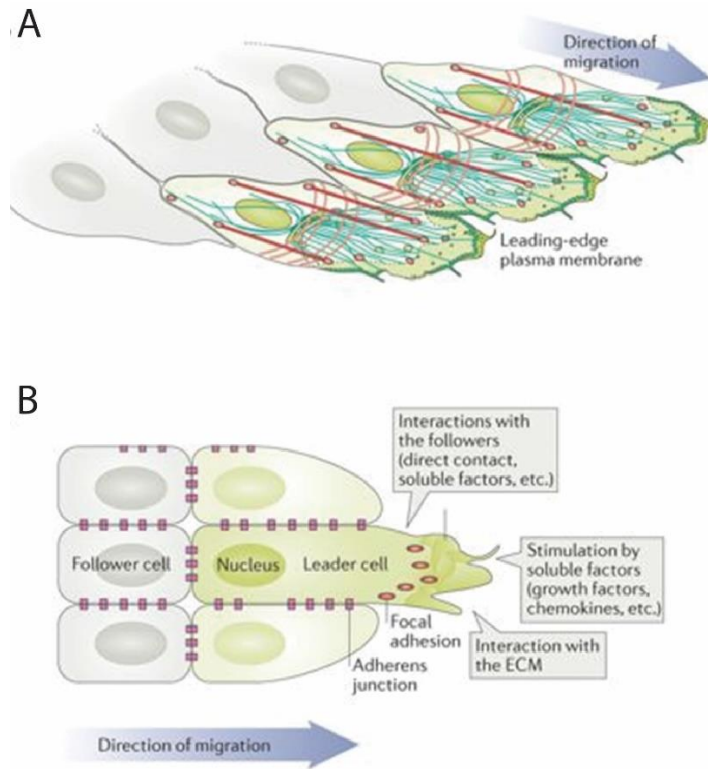 A
Direction of
migration
Leading-edge
plasma membrane
B
Interactions with
the followers
(direct contact,
soluble factors, etc.)
Follower cell
Nucleus
Leader cell
Stimulation by
soluble factors
(growth factors,
chemokines, etc.)
Focal
adhesion
Interaction with
the ECM
Adherens
junction
Direction of migration